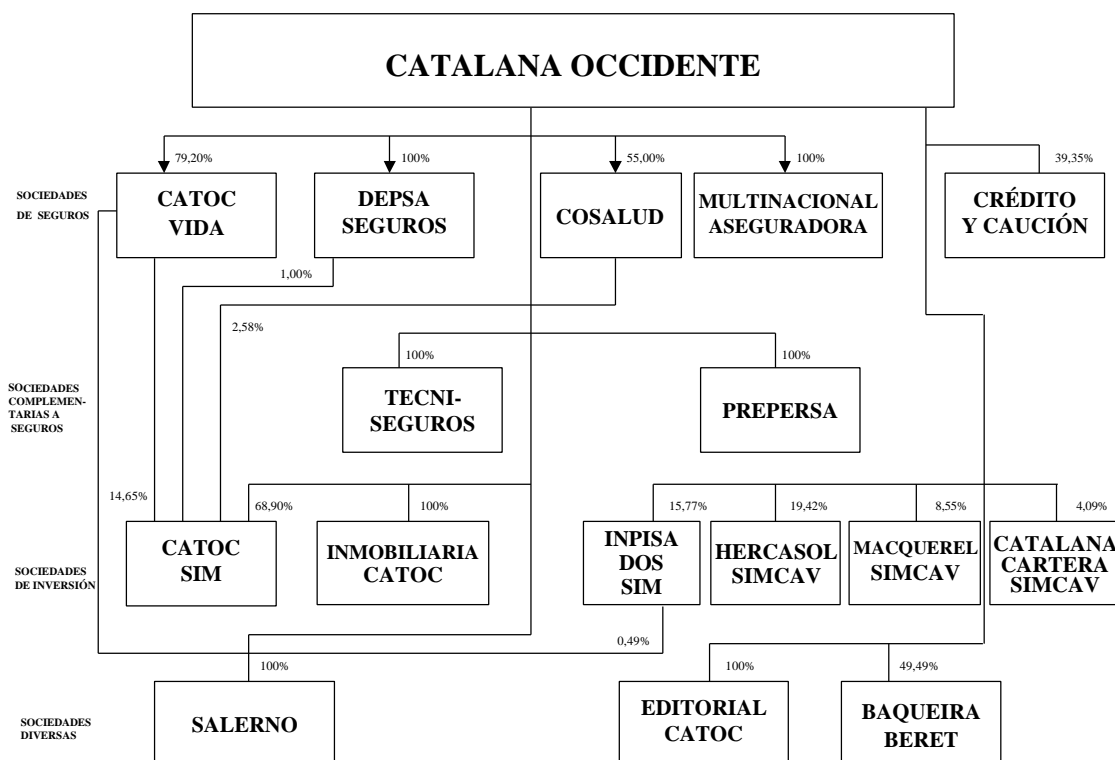 CATALANA OCCIDENTE
79,20%
100%
55,00%
100%
39,35%
SOCIEDADES
DE SEGUROS
CATOC
VIDA
DEPSA
SEGUROS
COSALUD
MULTINACIONAL
ASEGURADORA
CRÉDITO
Y CAUCIÓN
1,00%
2,58%
100%
100%
SOCIEDADES
COMPLEMEN-
TARIAS A
SEGUROS
TECNI-
SEGUROS
PREPERSA
14,65%
68,90%
100%
15,77%
19,42%
8,55%
4,09%
SOCIEDADES
DE INVERSIÓN
CATOC
SIM
INMOBILIARIA
CATOC
INPISA
DOS
SIM
HERCASOL
SIMCAV
MACQUEREL
SIMCAV
CATALANA
CARTERA
SIMCAV
0,49%
100%
100%
49,49%
SOCIEDADES
DIVERSAS
SALERNO
EDITORIAL
CATOC
BAQUEIRA
BERET